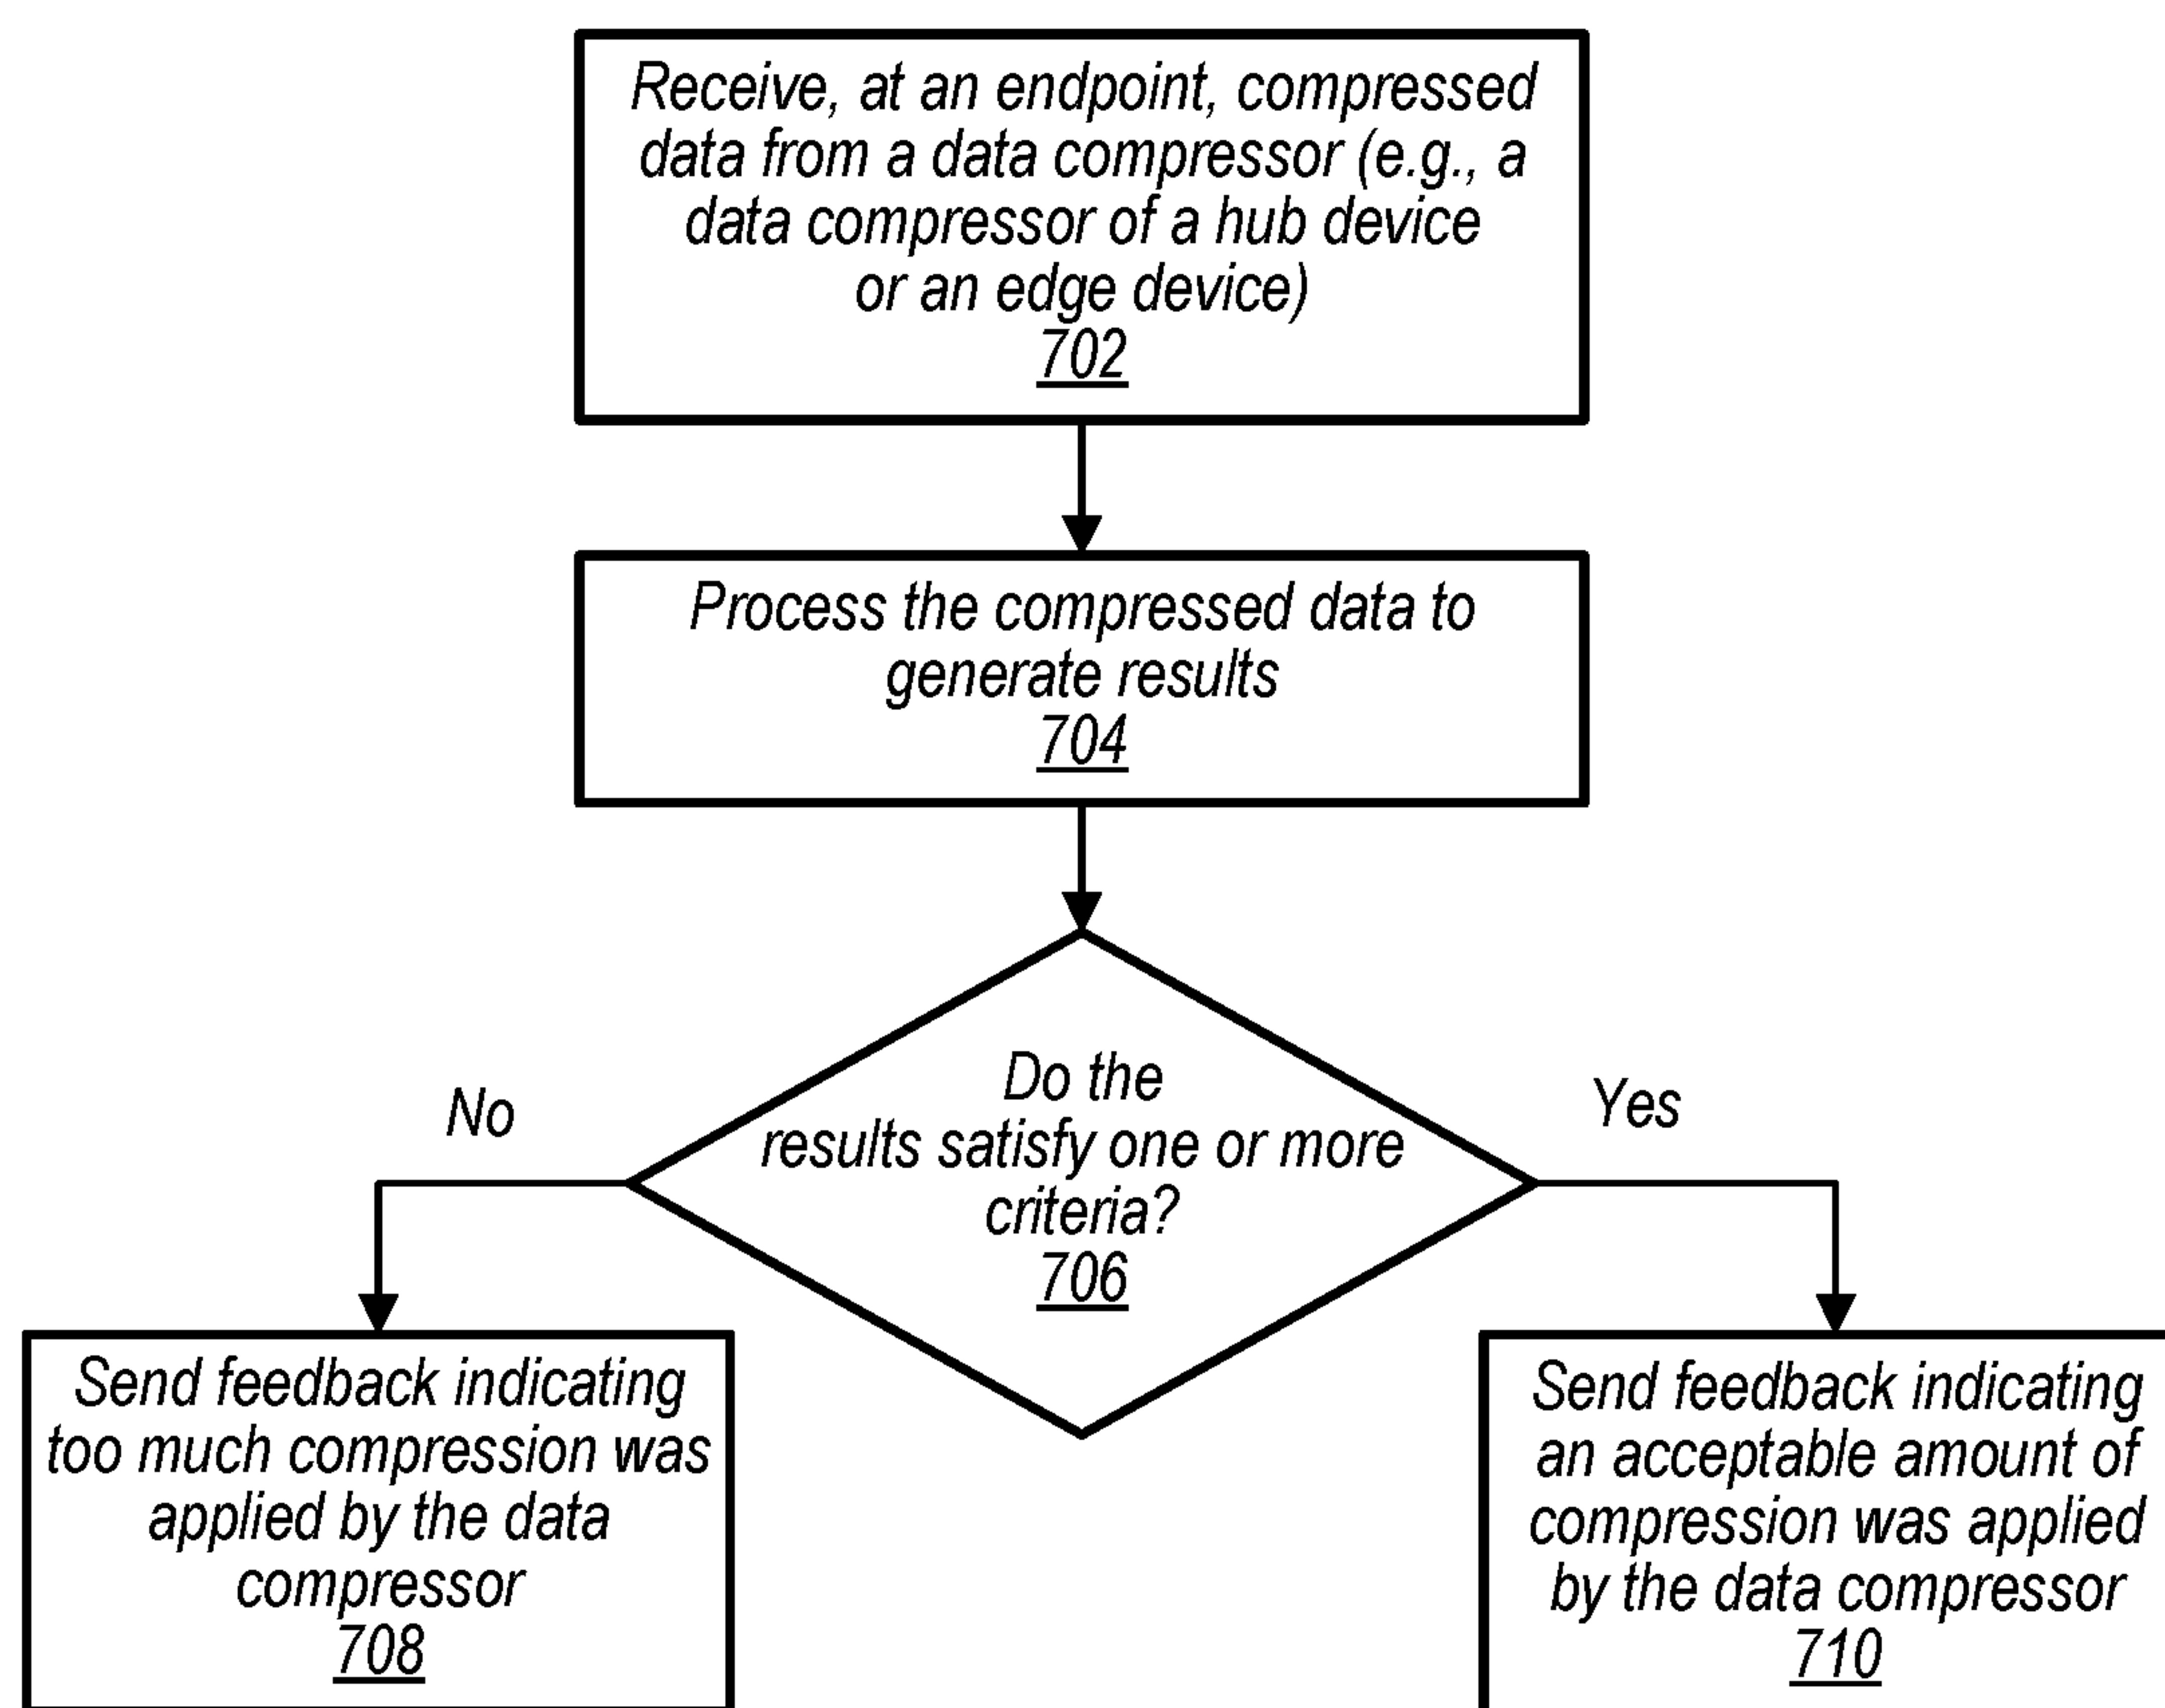 Receive, at an endpoint, compressed
data from a data compressor (e.g., a
data compressor of a hub device
or an edge device)
702
Process the compressed data to
generate results
704
Do the
results satisfy one or more
criteria?
706
No
Yes
Send feedback indicating
too much compression was
applied by the data
compressor
708
Send feedback indicating
an acceptable amount of
compression was applied
by the data compressor
710